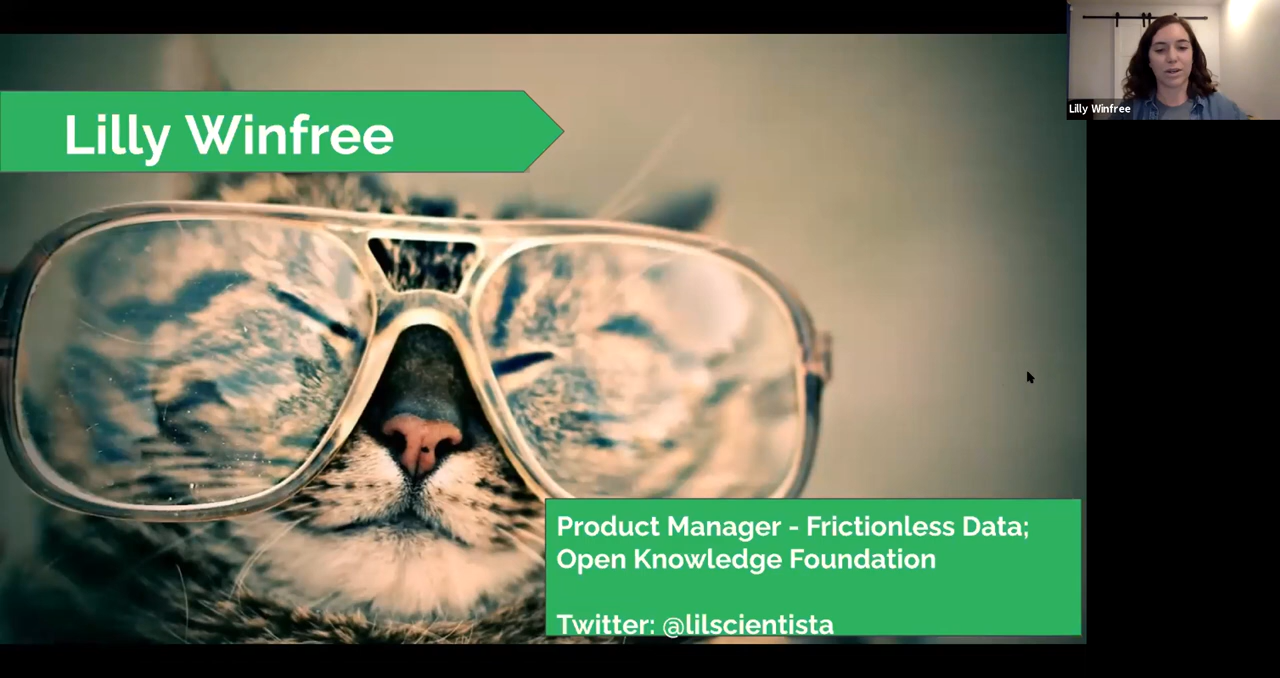 Lilly Winfree
Lilly Winfree
Product Manager - Frictionless Data;
Open Knowledge Foundation
Twitter: @lilscientista